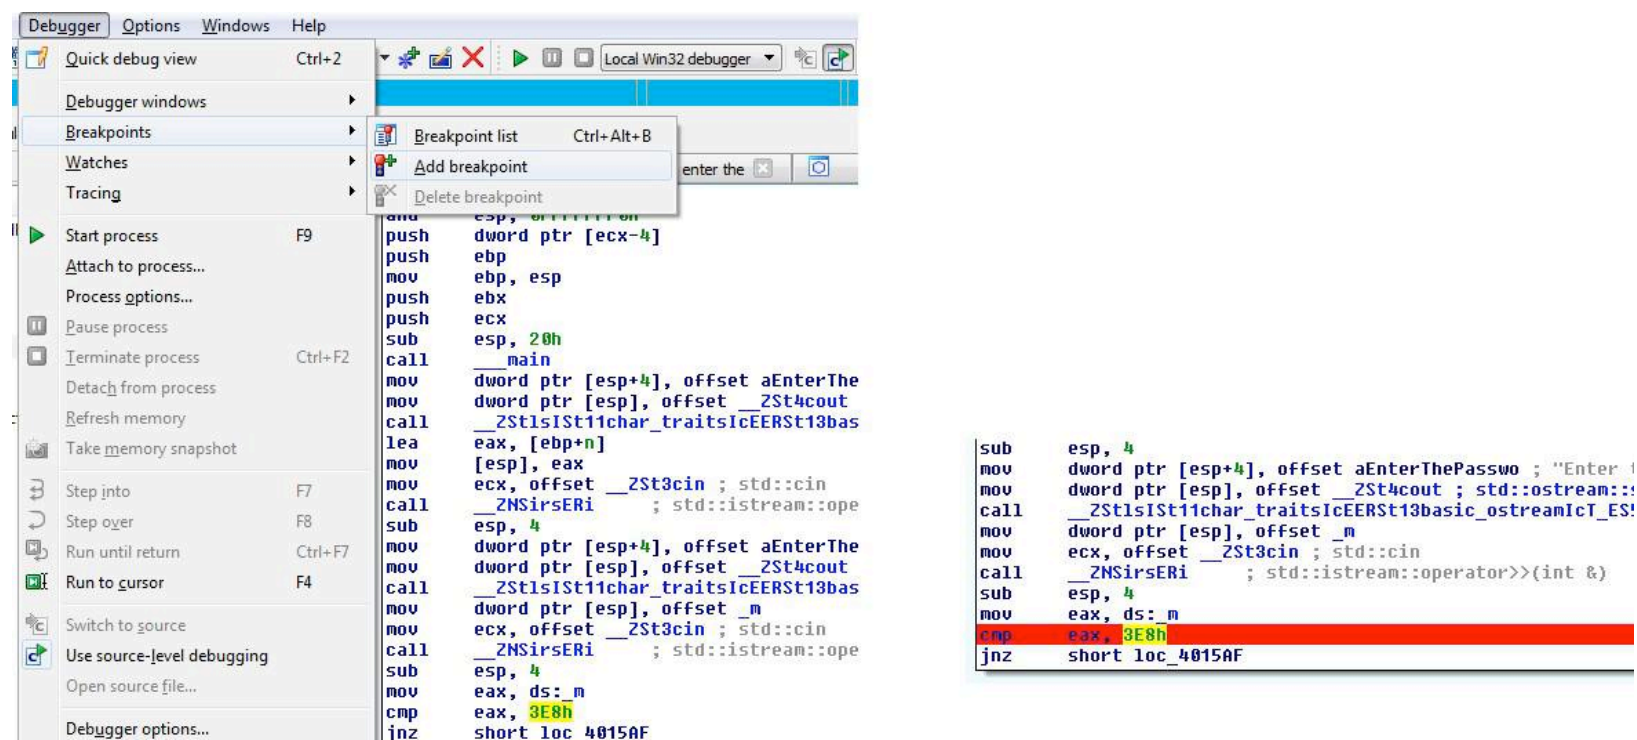 Debugger Options Windows Help
Quick debug view Ctrl+2
Local Win32 debugger
Debugger windows
Breakpoints
Breakpoint list Ctrl+Alt+B
Watches
Add breakpoint
enter the
Tracing
Delete breakpoint
Start process F9
Attach to process...
Process options...
Pause process
Terminate process Ctrl+F2
Detach from process
Refresh memory
Take memory snapshot
Step into F7
Step over F8
Run until return Ctrl+F7
Run to cursor F4
Switch to source
Use source-level debugging
Open source file...
Debugger options...
push dword ptr [ecx-4]
push ebp
mov ebp, esp
push ebx
push ecx
sub esp, 20h
call ___main
mov dword ptr [esp+4], offset aEnterThe
mov dword ptr [esp], offset __ZSt4cout
call __ZStlsISt11char_traitsIcEERSt13bas
lea eax, [ebp+n]
mov [esp], eax
mov ecx, offset __ZSt3cin ; std::cin
call __ZNSirsERi ; std::istream::ope
sub esp, 4
mov dword ptr [esp+4], offset aEnterThe
mov dword ptr [esp], offset __ZSt4cout
call __ZStlsISt11char_traitsIcEERSt13bas
mov dword ptr [esp], offset _m
mov ecx, offset __ZSt3cin ; std::cin
call __ZNSirsERi ; std::istream::ope
sub esp, 4
mov eax, ds:_m
cmp eax, 3E8h
jnz short loc_4015AF
sub esp, 4
mov dword ptr [esp+4], offset aEnterThePasswo ; "Enter t
mov dword ptr [esp], offset __ZSt4cout ; std::ostream::s
call __ZStlsISt11char_traitsIcEERSt13basic_ostreamIcT_ES5
mov dword ptr [esp], offset _m
mov ecx, offset __ZSt3cin ; std::cin
call __ZNSirsERi ; std::istream::operator>>(int &)
sub esp, 4
mov eax, ds:_m
cmp eax, 3E8h
jnz short loc_4015AF